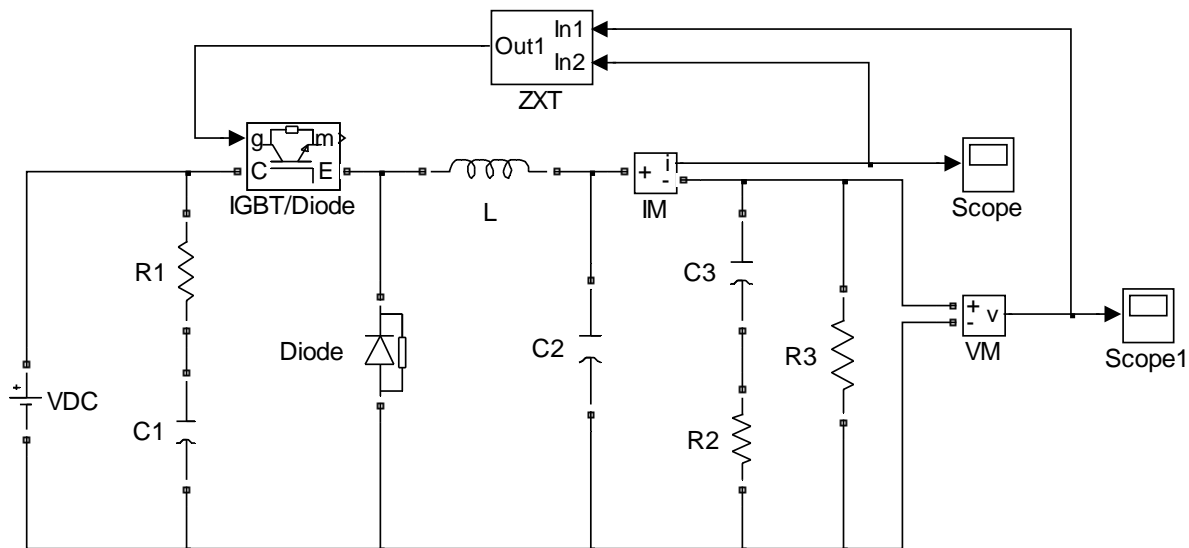 In1
Out1
In2
ZXT
g
m
C
E
IGBT/Diode
+
i
-
IM
L
Scope
R1
C3
Diode
C2
R3
+
-
v
VM
Scope1
+
VDC
C1
R2